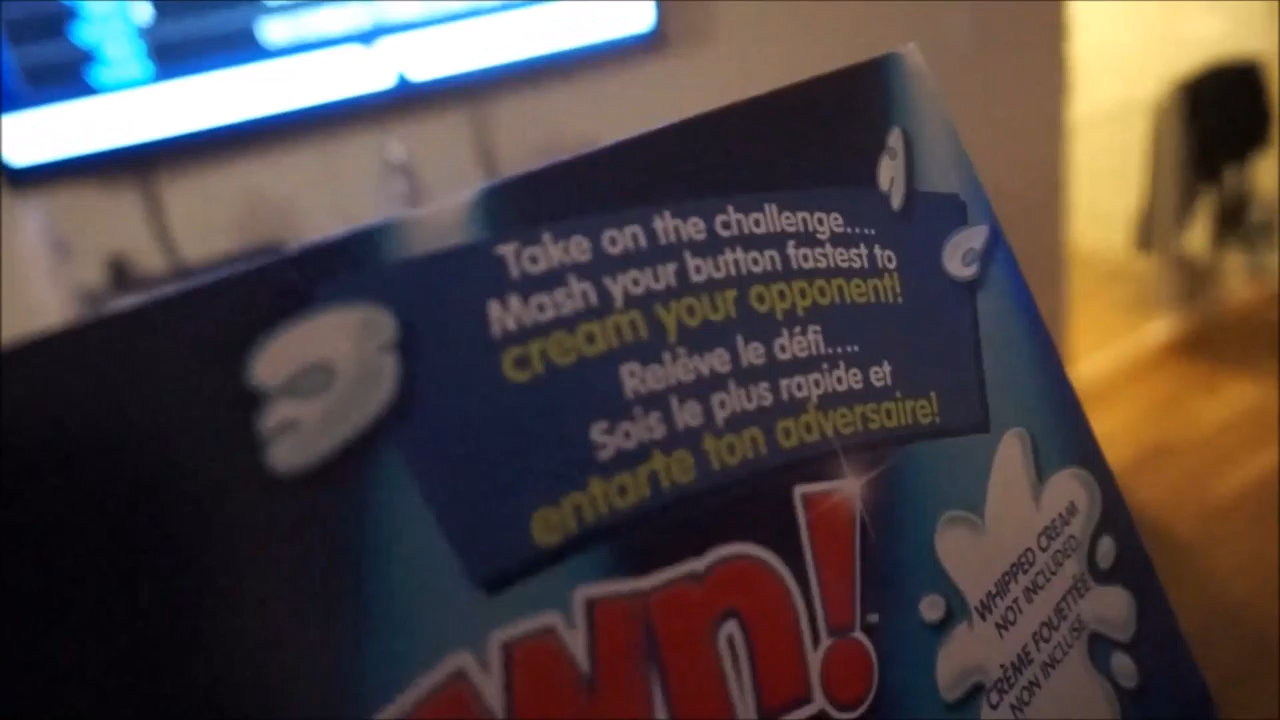 Take on the challenge....
Mash your button fastest to
cream your opponent!
Relève le défi....
Sois le plus rapide et
entarte ton adversaire!
WHIPPED CREAM
NOT INCLUDED.
CRÈME FOUETTÉE
NON INCLUSE.